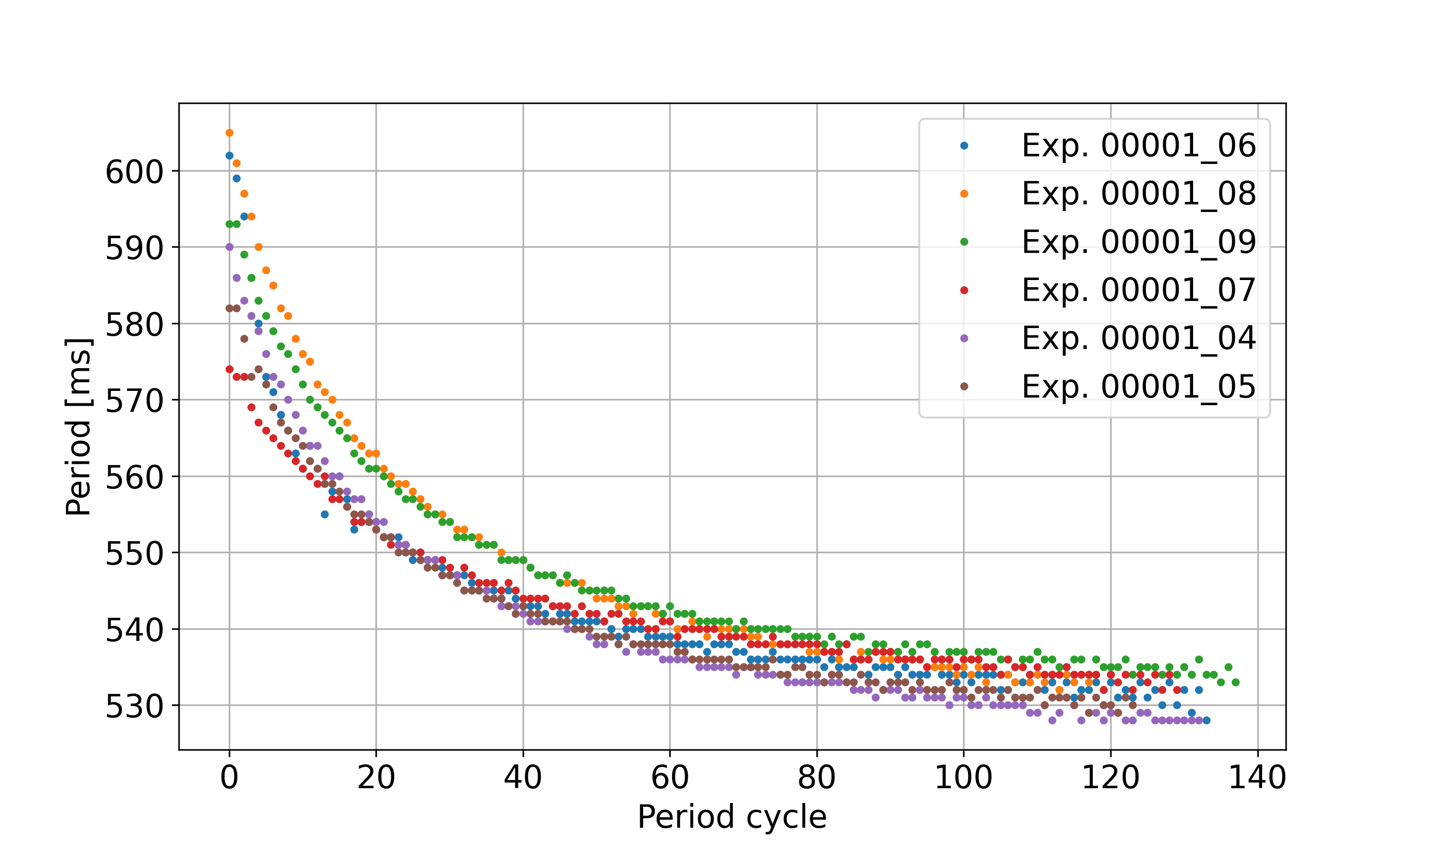 600
590
580
570
560
550
540
530
Period [ms]
0 20 40 60 80 100 120 140
Period cycle
Exp. 00001_06
Exp. 00001_08
Exp. 00001_09
Exp. 00001_07
Exp. 00001_04
Exp. 00001_05